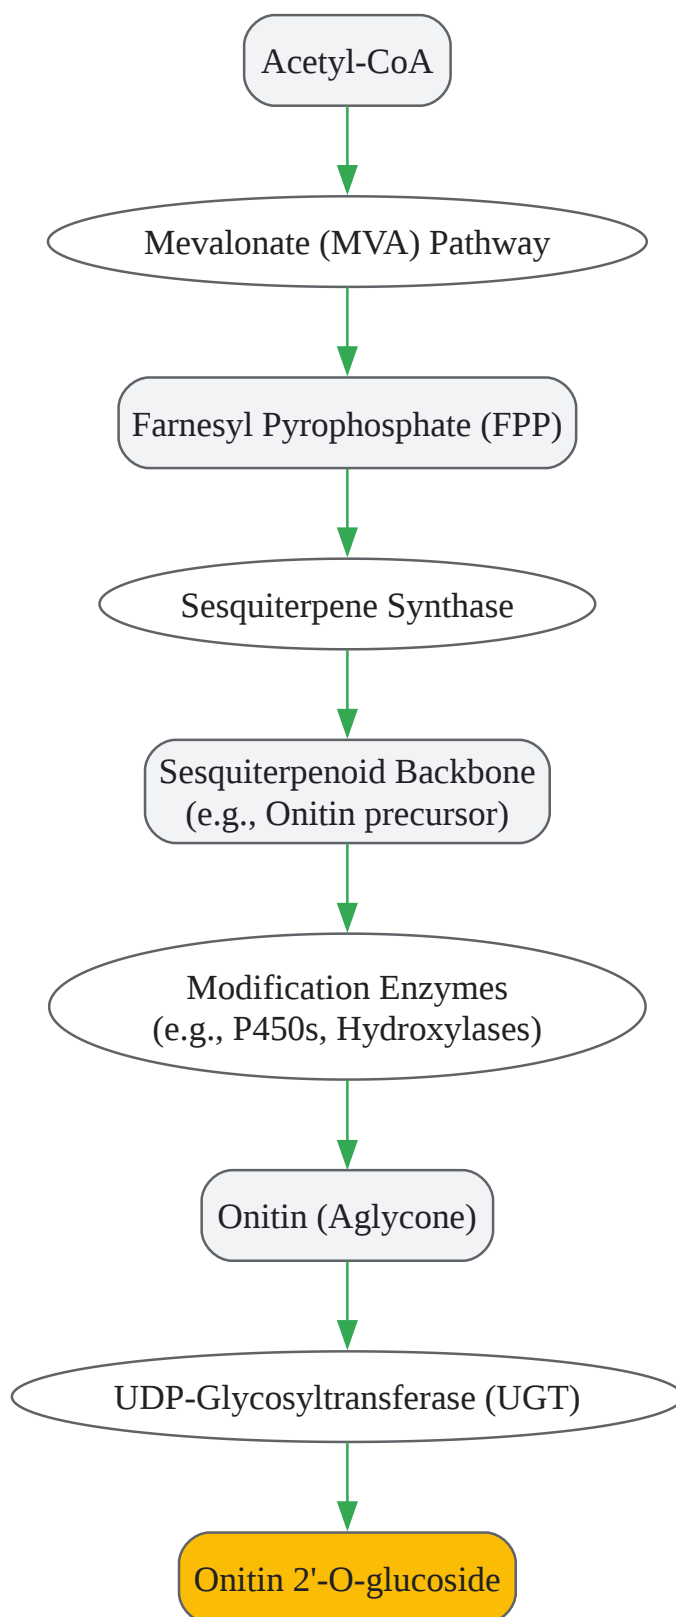 Acetyl-CoA
Mevalonate (MVA) Pathway
Farnesyl Pyrophosphate (FPP)
Sesquiterpene Synthase
Sesquiterpenoid Backbone
(e.g., Onitin precursor)
Modification Enzymes
(e.g., P450s, Hydroxylases)
Onitin (Aglycone)
UDP-Glycosyltransferase (UGT)
Onitin 2'-O-glucoside